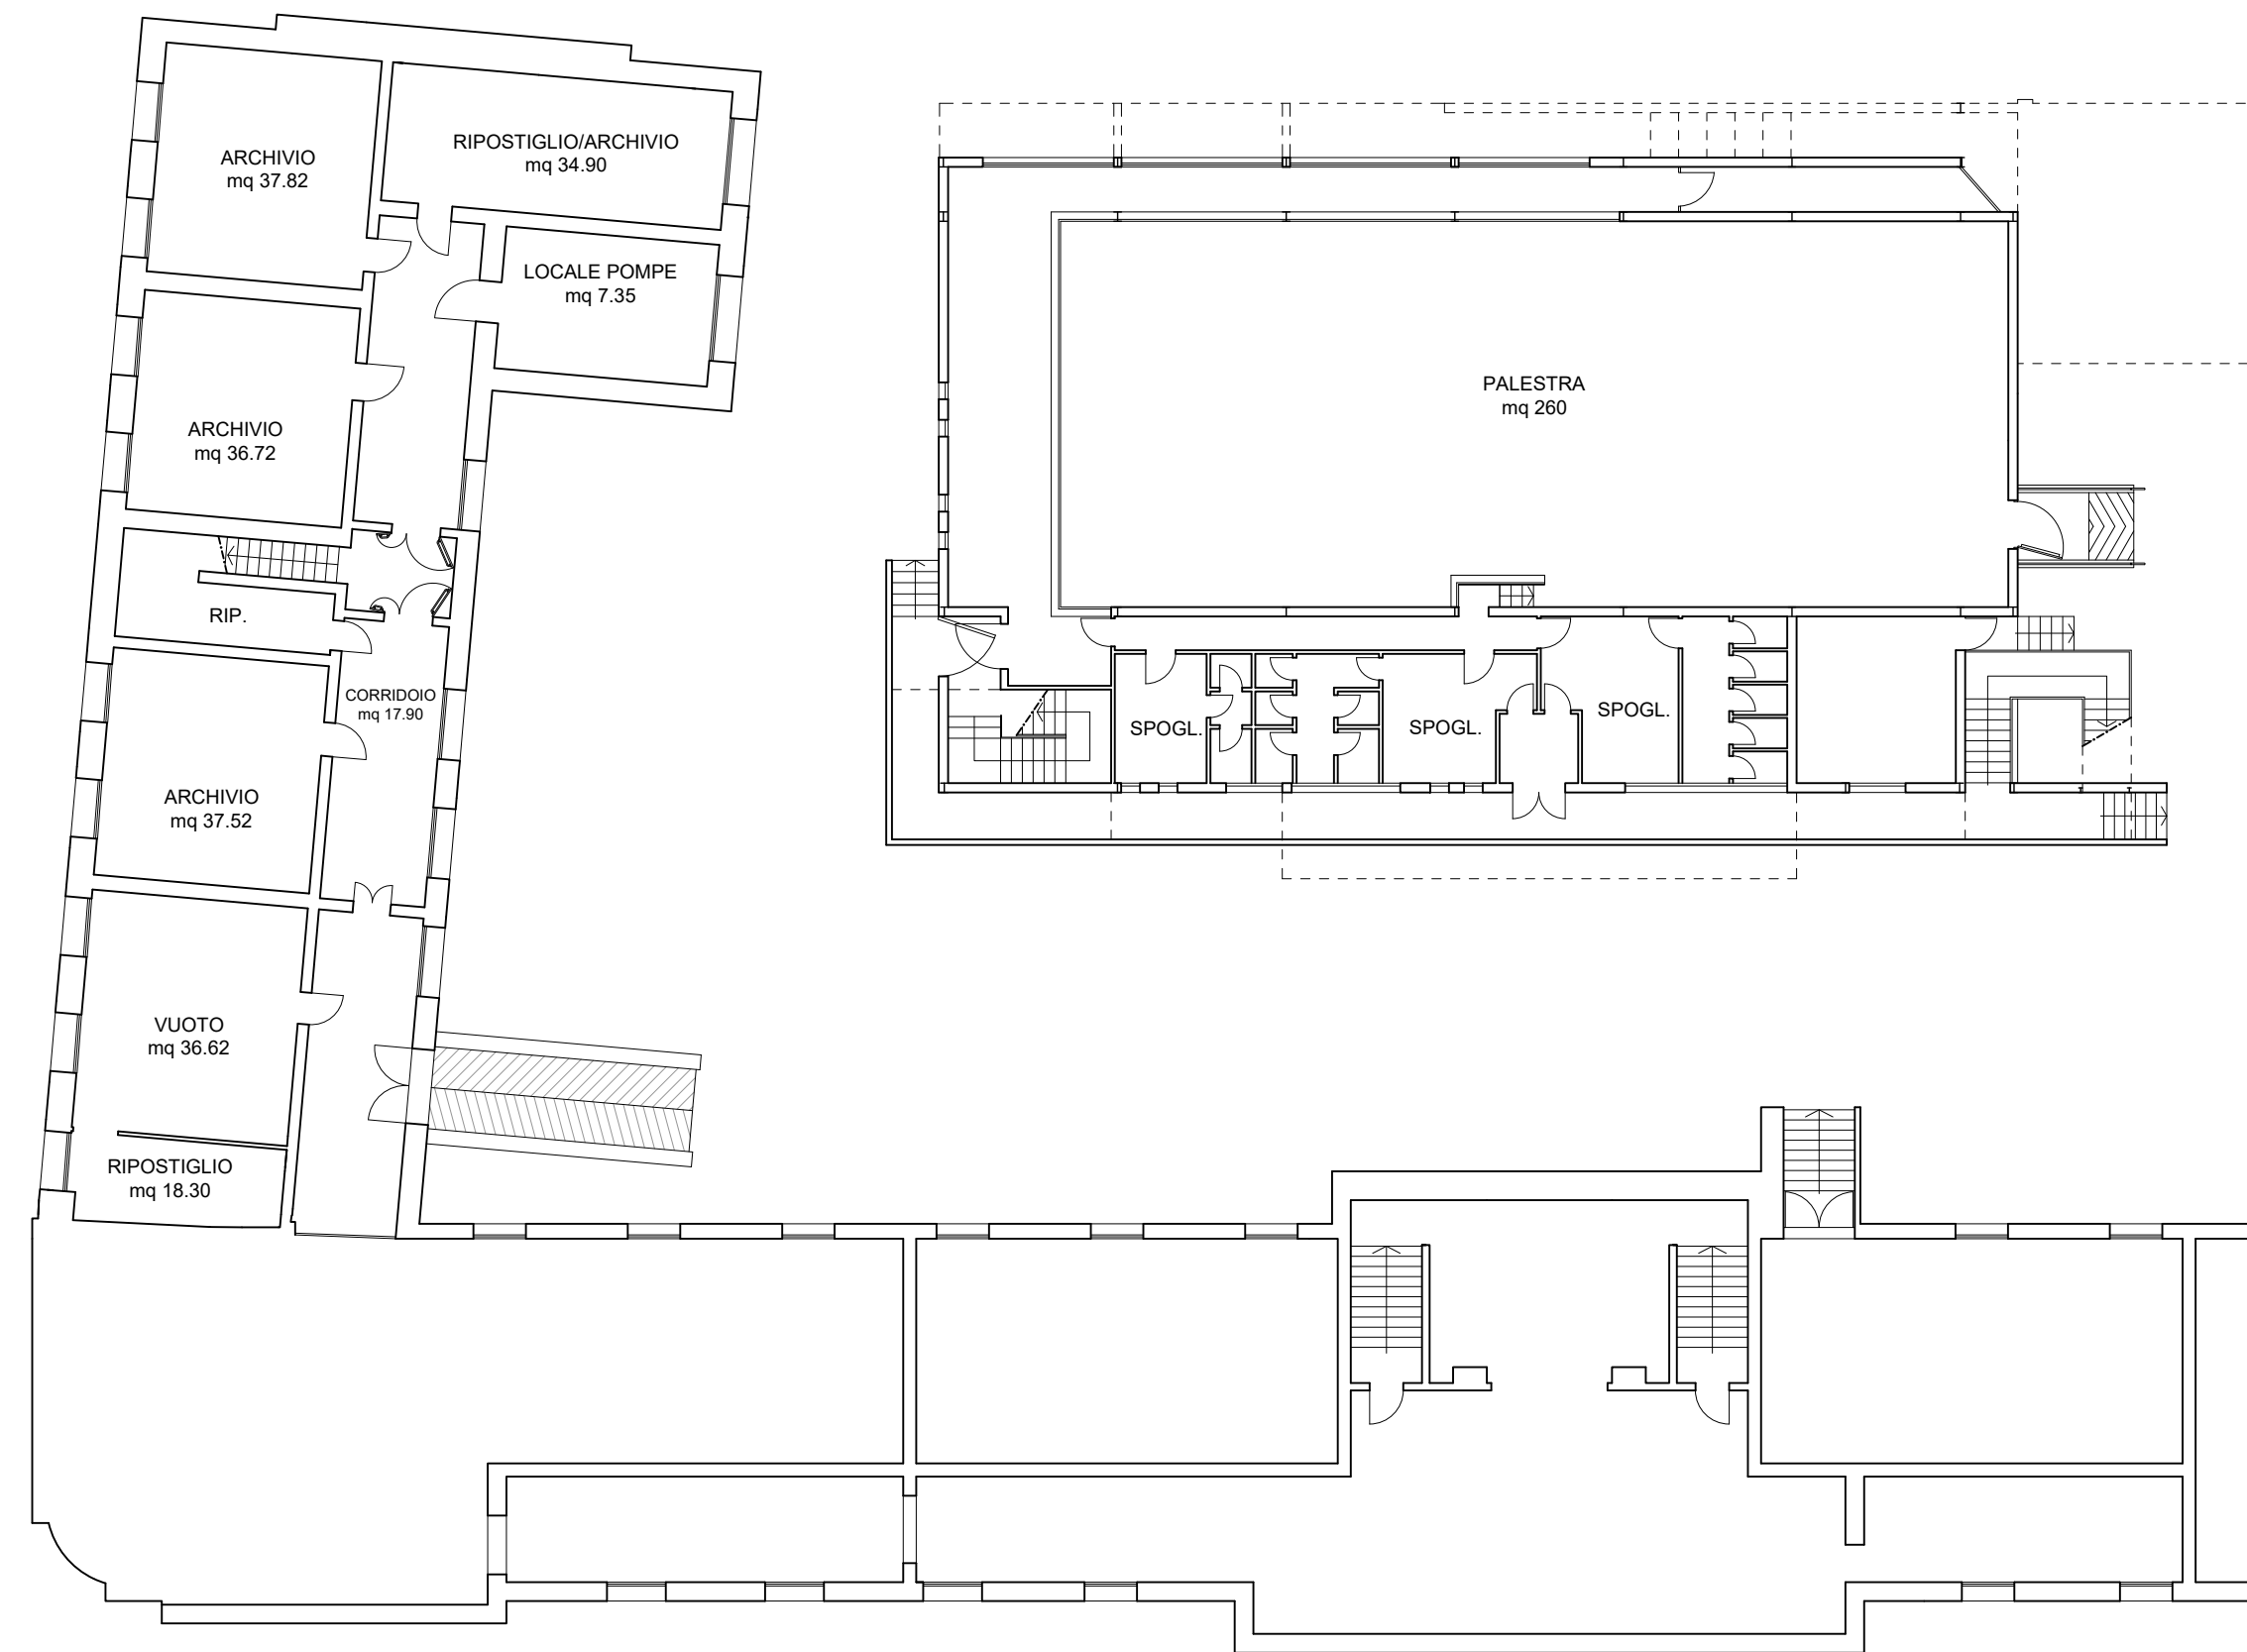 ARCHIVIO
mq 37.82
RIPOSTIGLIO/ARCHIVIO
mq 34.90
LOCALE POMPE
mq 7.35
ARCHIVIO
mq 36.72
RIP.
CORRIDOIO
mq 17.90
ARCHIVIO
mq 37.52
VUOTO
mq 36.62
RIPOSTIGLIO
mq 18.30
PALESTRA
mq 260
SPOGL.
SPOGL.
SPOGL.